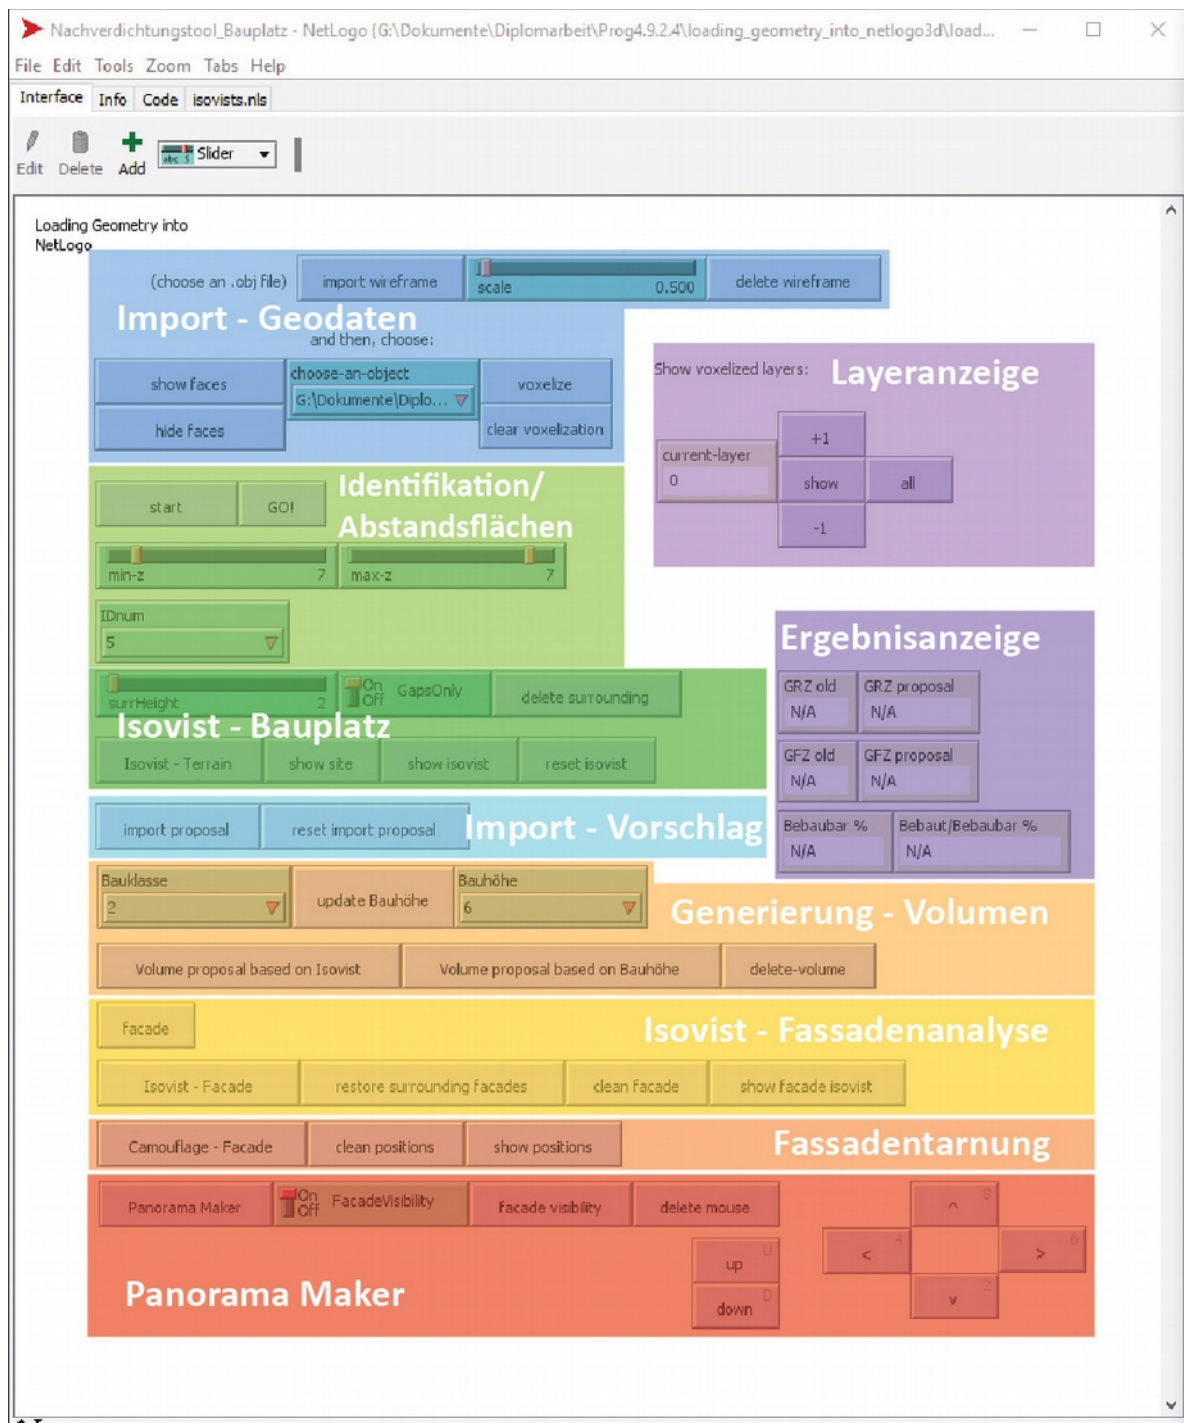 Nachverdichtungstool_Bauplatz - NetLogo {G:\Dokumente\Diplomarbeit\Prog4.9.2.4\loading_geometry_into_netlogo3d\load...
File Edit Tools Zoom Tabs Help
Interface Info Code isovists.nls
Edit Delete Add abc 5 Slider
Loading Geometry into
NetLogo
(choose an .obj file) import wireframe scale 0.500 delete wireframe
Import - Geodaten
and then, choose:
show faces choose-an-object voxelize
G:\Dokumente\Diplo...
hide faces clear voxelization
Show voxelized layers: Layeranzeige
+1
current-layer
0 show all
-1
Identifikation/
Abstandsflächen
start GO!
min-z 7 max-z 7
IDnum
5
surrHeight 2 On Off GapsOnly delete surrounding
Isovist - Bauplatz
Isovist - Terrain show site show isovist reset isovist
Ergebnisanzeige
GRZ old GRZ proposal
N/A N/A
GFZ old GFZ proposal
N/A N/A
Bebaubar % Bebaut/Bebaubar %
N/A N/A
import proposal reset import proposal Import - Vorschlag
Bauklasse Bauhöhe
2 update Bauhöhe 6
Generierung - Volumen
Volume proposal based on Isovist Volume proposal based on Bauhöhe delete-volume
facade Isovist - Fassadenanalyse
Isovist - Facade restore surrounding facades clean facade show facade isovist
Camouflage - Facade clean positions show positions Fassadentarnung
Panorama Maker On Off FacadeVisibility facade visibility delete mouse ^ 8
< 4 > 6
up U
Panorama Maker down D v 2